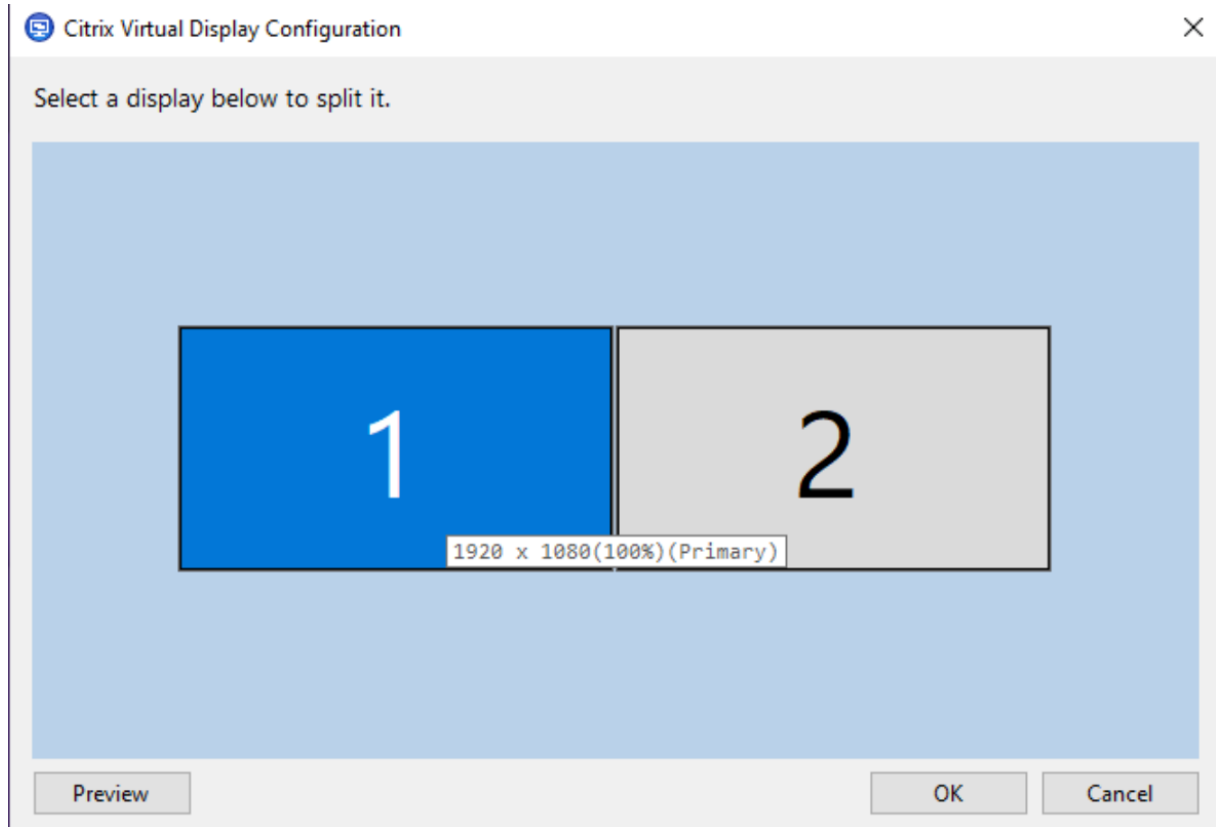 Citrix Virtual Display Configuration
Select a display below to split it.
1
2
1920 x 1080(100%)(Primary)
Preview
OK
Cancel